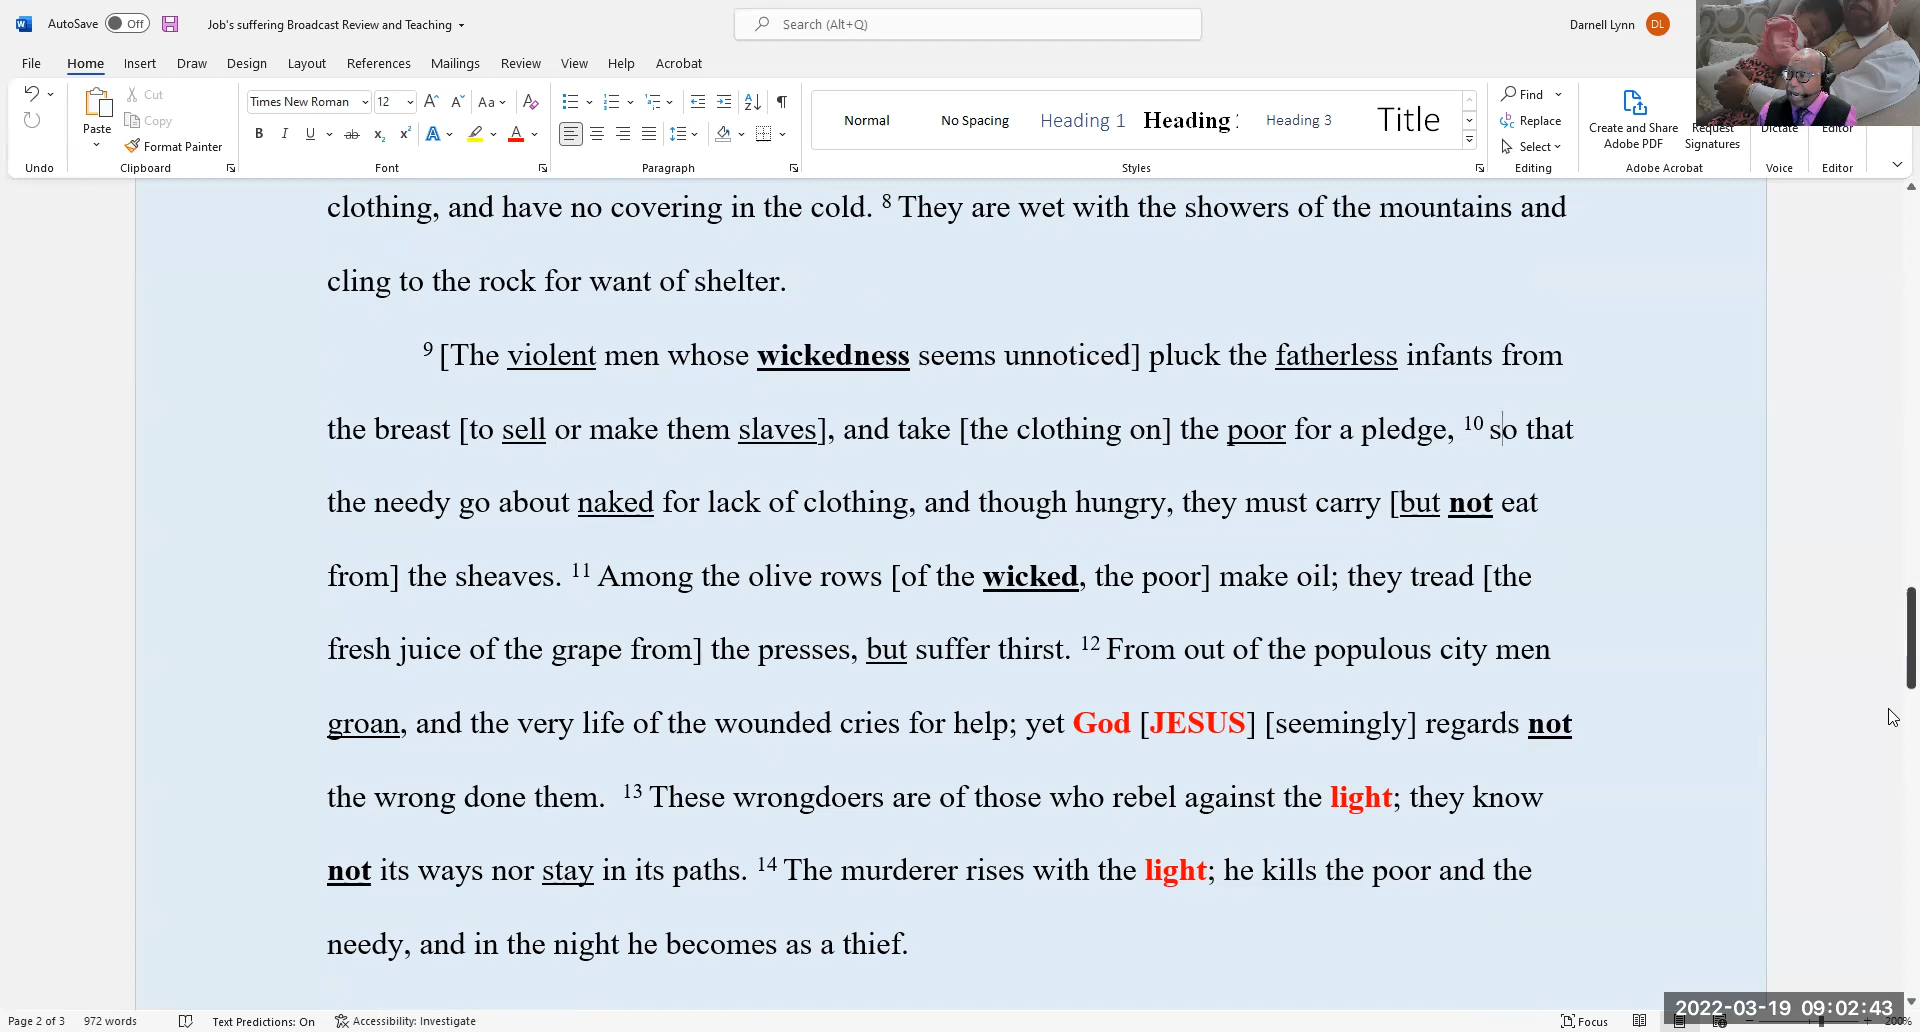 AutoSave Off Job's suffering Broadcast Review and Teaching Search (Alt+Q) Darnell Lynn DL
File Home Insert Draw Design Layout References Mailings Review View Help Acrobat
Cut
Copy
Format Painter
Paste
Times New Roman 12 Aa
Normal No Spacing Heading 1 Heading Heading 3 Title
Find
Replace
Select
Create and Share
Adobe PDF
Request
Signatures
Dictate
Editor
Undo Clipboard Font Paragraph Styles Editing Adobe Acrobat Voice Editor
clothing, and have no covering in the cold. 8 They are wet with the showers of the mountains and
cling to the rock for want of shelter.
9 [The violent men whose wickedness seems unnoticed] pluck the fatherless infants from
the breast [to sell or make them slaves], and take [the clothing on] the poor for a pledge, 10 so that
the needy go about naked for lack of clothing, and though hungry, they must carry [but not eat
from] the sheaves. 11 Among the olive rows [of the wicked, the poor] make oil; they tread [the
fresh juice of the grape from] the presses, but suffer thirst. 12 From out of the populous city men
groan, and the very life of the wounded cries for help; yet God [JESUS] [seemingly] regards not
the wrong done them. 13 These wrongdoers are of those who rebel against the light; they know
not its ways nor stay in its paths. 14 The murderer rises with the light; he kills the poor and the
needy, and in the night he becomes as a thief.
2022-03-19 09:02:43
Page 2 of 3 972 words Text Predictions: On Accessibility: Investigate Focus 200%